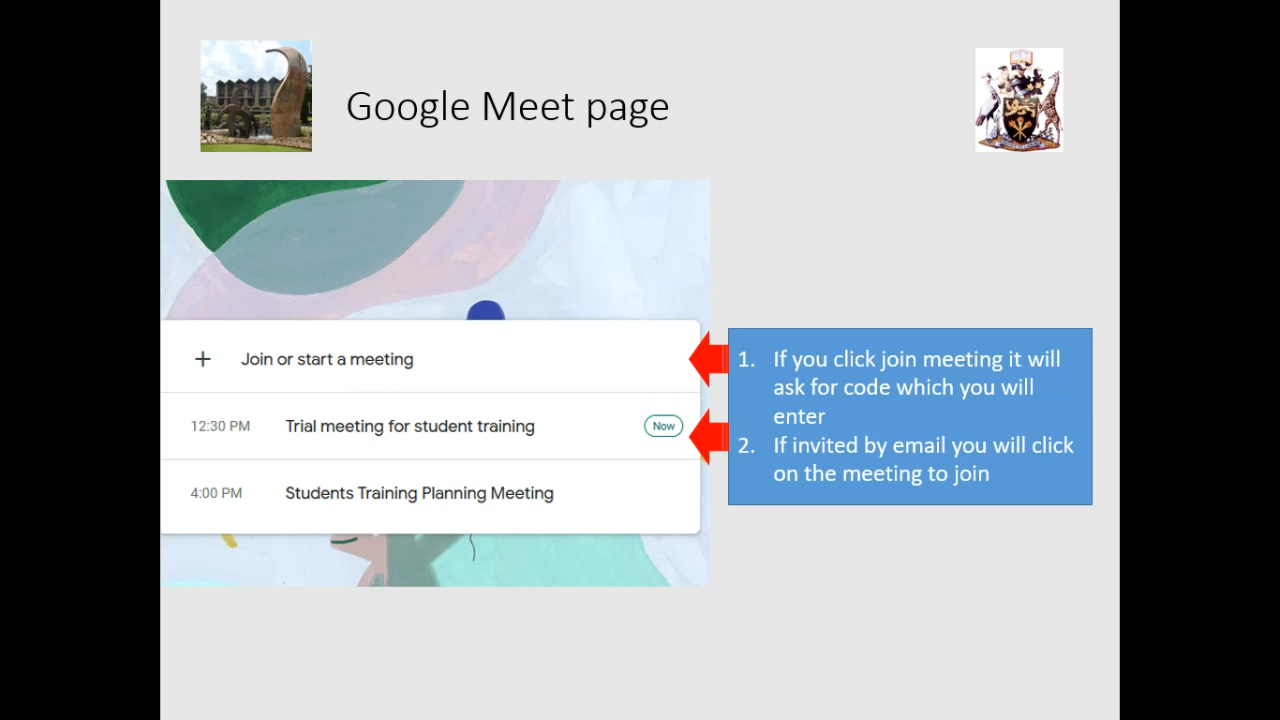 Google Meet page
Join or start a meeting
12:30 PM Trial meeting for student training Now
4:00 PM Students Training Planning Meeting
1. If you click join meeting it will
ask for code which you will
enter
2. If invited by email you will click
on the meeting to join